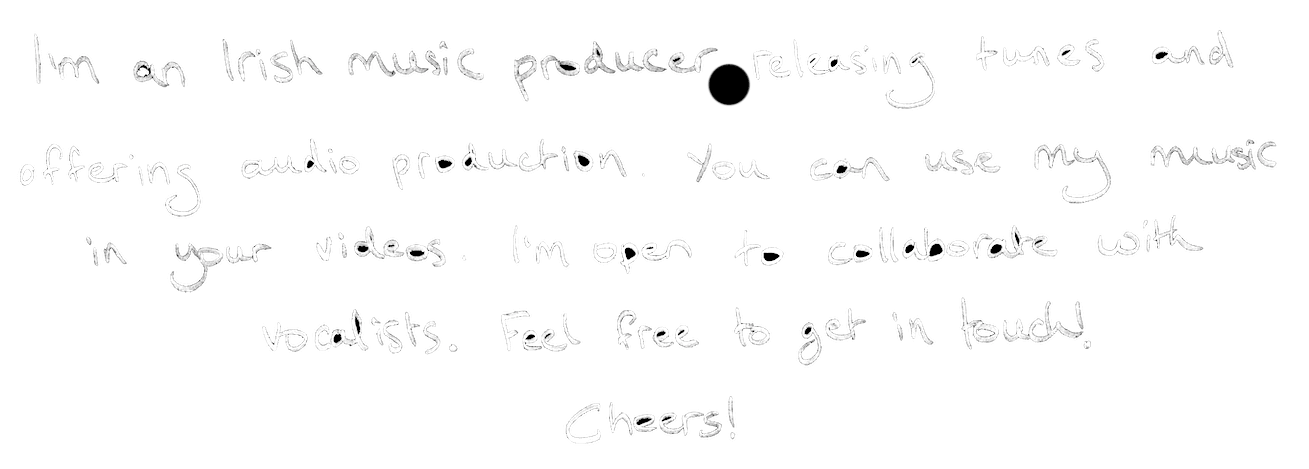 I'm an Irish music producer releasing tunes and
offering audio production. You can use my music
in your videos. I'm open to collaborate with
vocalists. Feel free to get in touch!
Cheers!